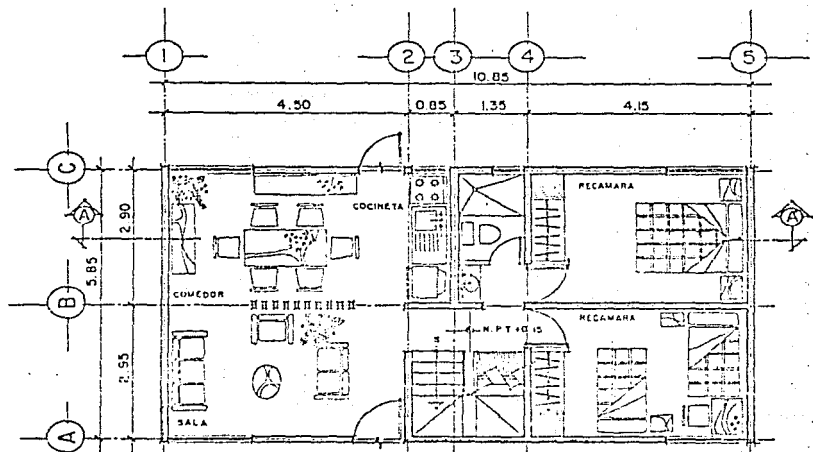 1 2 3 4 5
10.85
4.50 0.85 1.35 4.15
C
RECAMARA
COCINETA
A A'
2.90
5.85
COMEDOR
B
N.P.T +0.15
RECAMARA
2.95
SALA
A